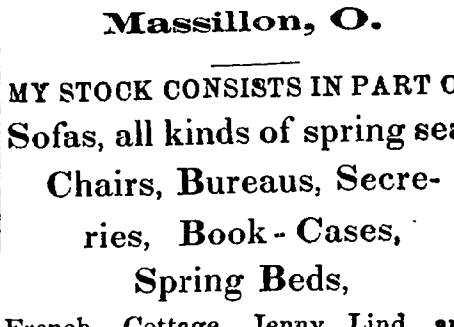 Massillon, O.
MY STOCK CONSISTS IN PART
Sofas, all kinds of spring
Chairs, Bureaus, Secre-
ries, Book-Cases,
Spring Beds,
French, Cottage, Jenny Lind